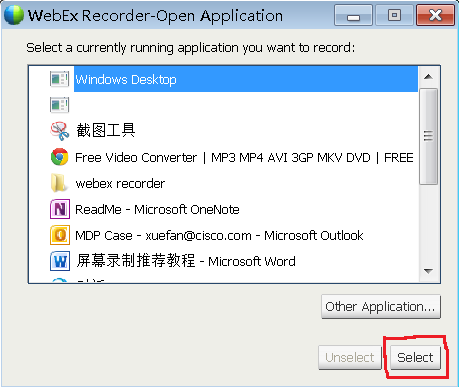 WebEx Recorder-Open Application
Select a currently running application you want to record:
Windows Desktop
截图工具
Free Video Converter | MP3 MP4 AVI 3GP MKV DVD | FREE
webex recorder
ReadMe - Microsoft OneNote
MDP Case - xuefan@cisco.com - Microsoft Outlook
屏幕录制推荐教程 - Microsoft Word
Other Application...
Unselect
Select